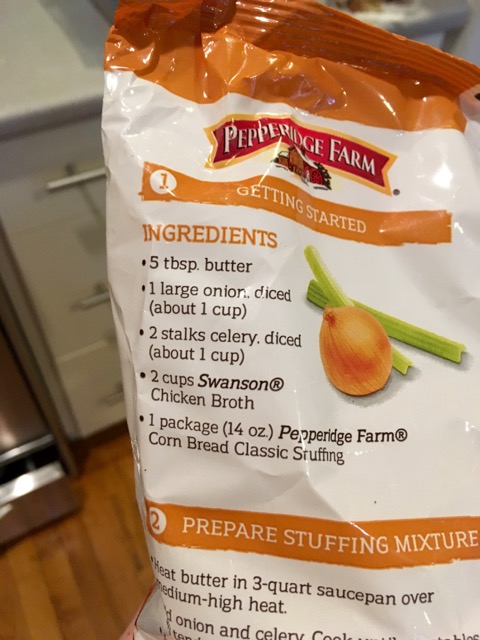 PEPPERIDGE FARM
1 GETTING STARTED
INGREDIENTS
• 5 tbsp. butter
• 1 large onion, diced
(about 1 cup)
• 2 stalks celery, diced
(about 1 cup)
• 2 cups Swanson®
Chicken Broth
• 1 package (14 oz.) Pepperidge Farm®
Corn Bread Classic Stuffing
2 PREPARE STUFFING MIXTURE
Heat butter in 3-quart saucepan over
medium-high heat.
onion and celery. Cook